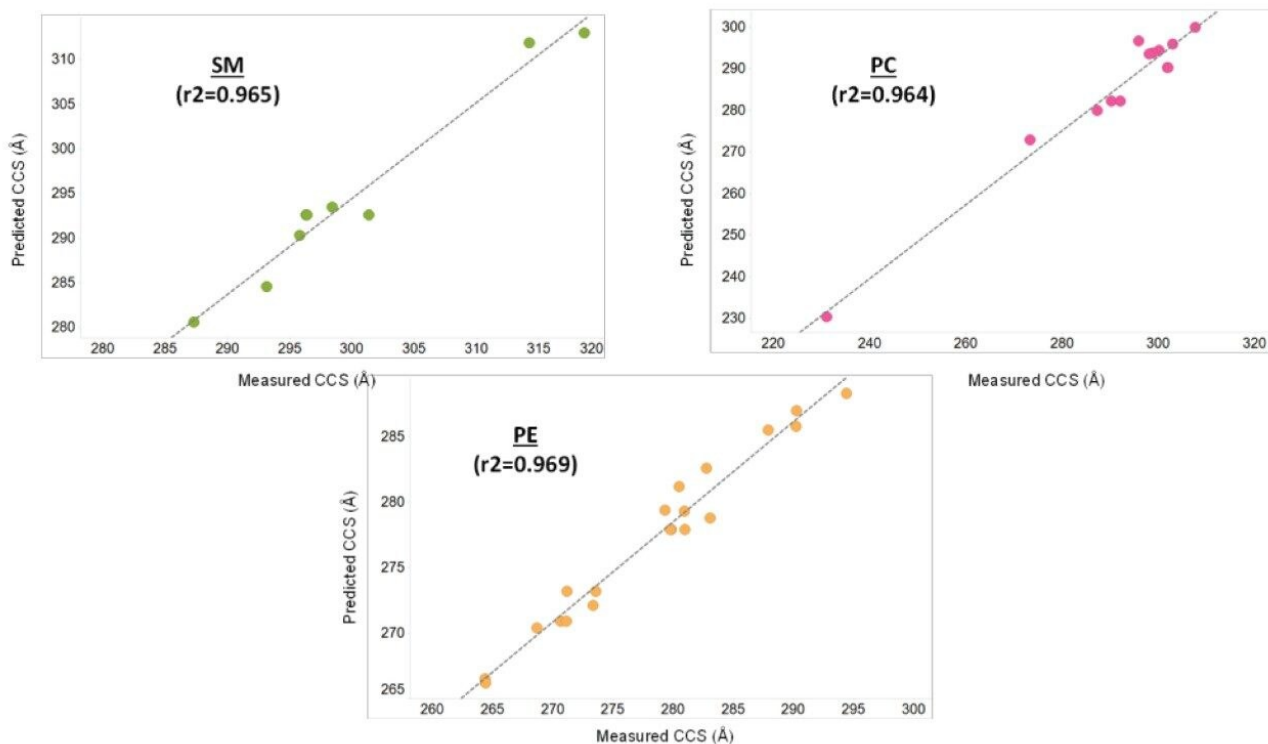 SM
(r2=0.965)
Predicted CCS (Å)
310
305
300
295
290
285
280
280 285 290 295 300 315 320
Measured CCS (Å)
PC
(r2=0.964)
Predicted CCS (Å)
300
290
280
270
260
250
240
230
220 240 260 280 300 320
Measured CCS (Å)
PE
(r2=0.969)
Predicted CCS (Å)
285
280
275
270
265
260 265 270 275 280 285 290 295 300
Measured CCS (Å)